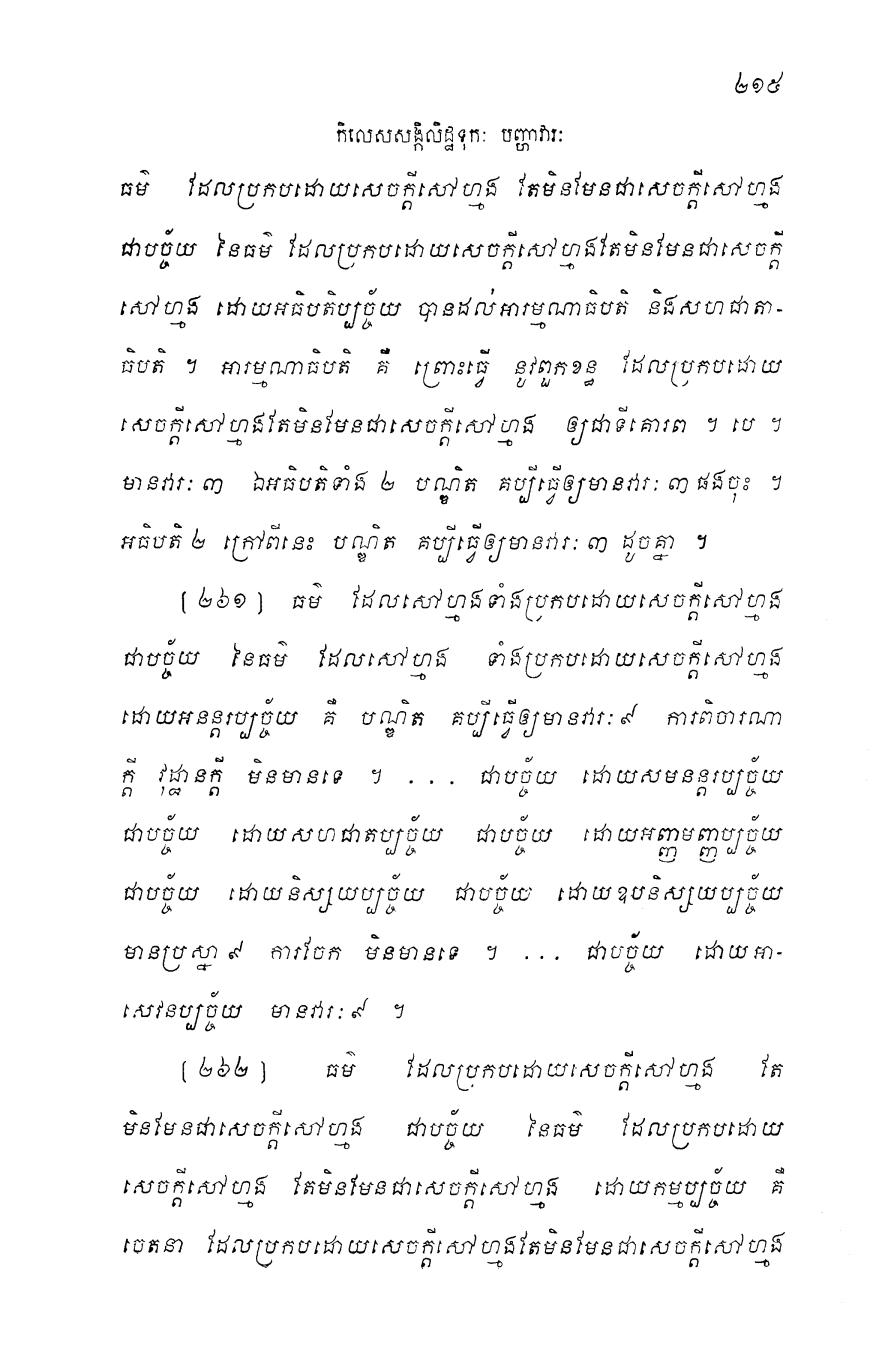 ២១៥
កិលេសសង្កិលិដ្ឋទុកៈ បញ្ហាវារៈ
ធម៌ ដែលប្រកបដោយសេចក្តីសៅហ្មង តែមិនមែនជាសេចក្តីសៅហ្មង
ជាបច្ច័យ នៃធម៌ ដែលប្រកបដោយសេចក្តីសៅហ្មងតែមិនមែនជាសេចក្តី
សៅហ្មង ដោយអធិបតិប្បច្ច័យ បានដល់អារម្មណាធិបតិ និងសហជាតា-
ធិបតិ ។ អារម្មណាធិបតិ គឺ ព្រោះធ្វើ នូវពួកខន្ធ ដែលប្រកបដោយ
សេចក្តីសៅហ្មងតែមិនមែនជាសេចក្តីសៅហ្មង ឲ្យជាទីគោរព ។ បេ ។
មានវារៈ ៣ ឯអធិបតិទាំង ២ បណ្ឌិត គប្បីធ្វើឲ្យមានវារៈ ៣ ផងចុះ ។
អធិបតិ ២ ក្រៅពីនេះ បណ្ឌិត គប្បីធ្វើឲ្យមានវារៈ ៣ ដូចគ្នា ។
[ ២៦១ ] ធម៌ ដែលសៅហ្មងទាំងប្រកបដោយសេចក្តីសៅហ្មង
ជាបច្ច័យ នៃធម៌ ដែលសៅហ្មង ទាំងប្រកបដោយសេចក្តីសៅហ្មង
ដោយអនន្តរប្បច្ច័យ គឺ បណ្ឌិត គប្បីធ្វើឲ្យមានវារៈ ៩ ការពិចារណា
ក្តី វុដ្ឋានក្តី មិនមានទេ ។ . . . ជាបច្ច័យ ដោយសមនន្តរប្បច្ច័យ
ជាបច្ច័យ ដោយសហជាតប្បច្ច័យ ជាបច្ច័យ ដោយអញ្ញមញ្ញប្បច្ច័យ
ជាបច្ច័យ ដោយនិស្សយប្បច្ច័យ ជាបច្ច័យ ដោយឧបនិស្សយប្បច្ច័យ
មានប្រស្នា ៩ ការចែក មិនមានទេ ។ . . . ជាបច្ច័យ ដោយអា-
សេវនប្បច្ច័យ មានវារៈ ៩ ។
[ ២៦២ ] ធម៌ ដែលប្រកបដោយសេចក្តីសៅហ្មង តែ
មិនមែនជាសេចក្តីសៅហ្មង ជាបច្ច័យ នៃធម៌ ដែលប្រកបដោយ
សេចក្តីសៅហ្មង តែមិនមែនជាសេចក្តីសៅហ្មង ដោយកម្មប្បច្ច័យ គឺ
ចេតនា ដែលប្រកបដោយសេចក្តីសៅហ្មងតែមិនមែនជាសេចក្តីសៅហ្មង